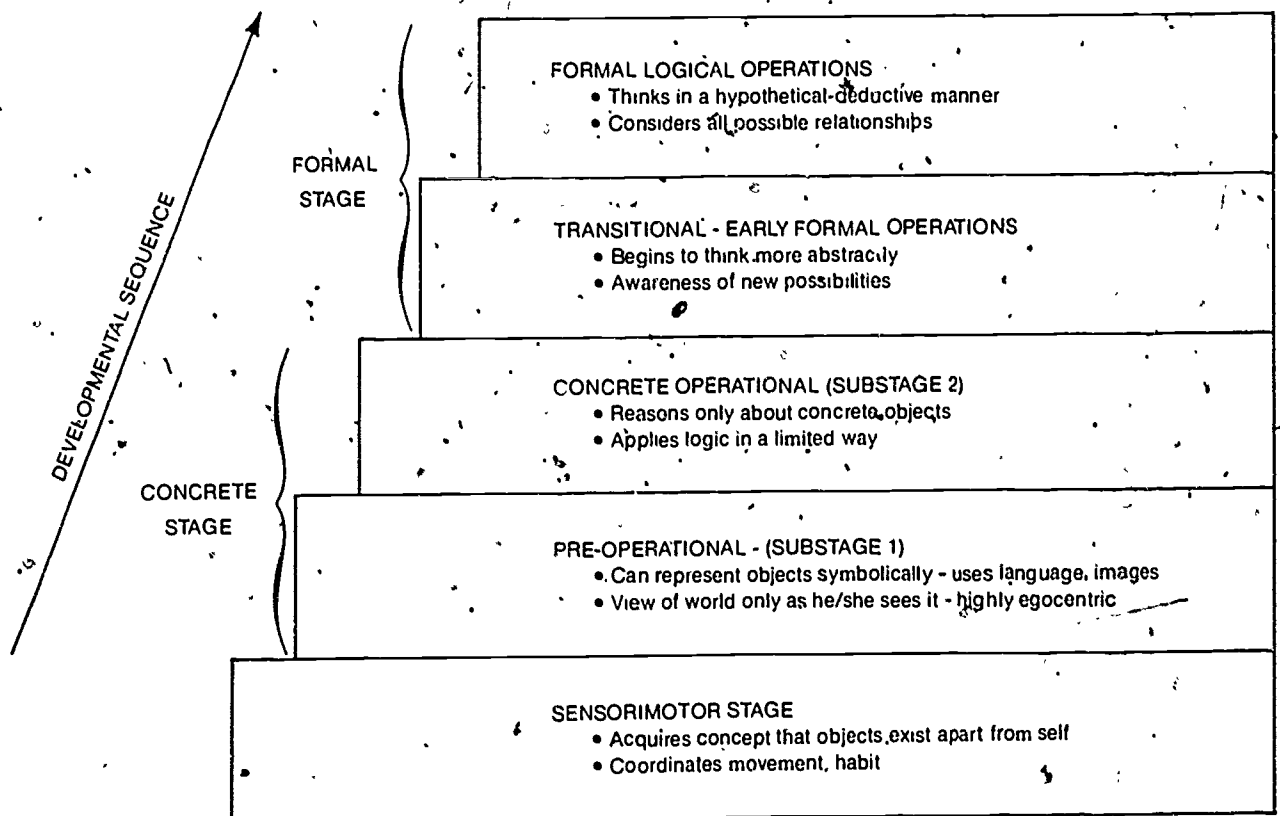 FORMAL LOGICAL OPERATIONS
• Thinks in a hypothetical-deductive manner
• Considers all possible relationships
FORMAL
STAGE
TRANSITIONAL - EARLY FORMAL OPERATIONS
• Begins to think more abstractly
• Awareness of new possibilities
DEVELOPMENTAL SEQUENCE
CONCRETE OPERATIONAL (SUBSTAGE 2)
• Reasons only about concrete objects
• Applies logic in a limited way
CONCRETE
STAGE
PRE-OPERATIONAL - (SUBSTAGE 1)
• Can represent objects symbolically - uses language, images
• View of world only as he/she sees it - highly egocentric
SENSORIMOTOR STAGE
• Acquires concept that objects exist apart from self
• Coordinates movement, habit